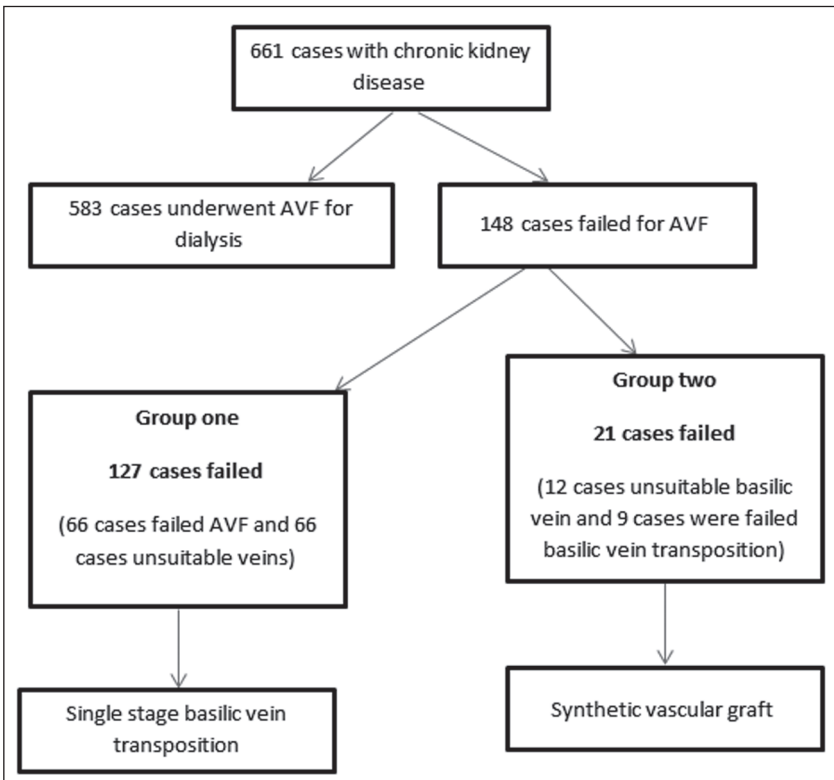 661 cases with chronic kidney
disease
583 cases underwent AVF for
dialysis
148 cases failed for AVF
Group one
127 cases failed
(66 cases failed AVF and 66
cases unsuitable veins)
Group two
21 cases failed
(12 cases unsuitable basilic
vein and 9 cases were failed
basilic vein transposition)
Single stage basilic vein
transposition
Synthetic vascular graft